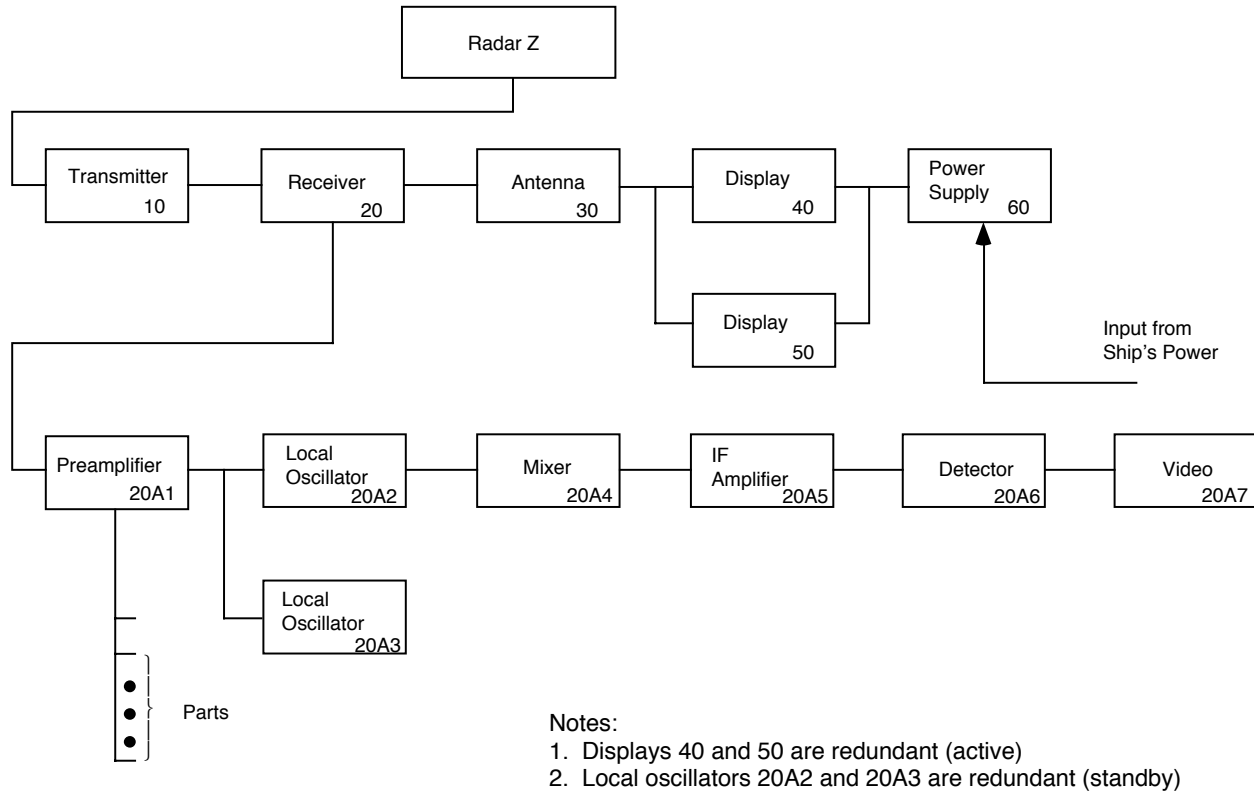 Radar Z
Transmitter
10
Receiver
20
Antenna
30
Display
40
Power
Supply
60
Display
50
Input from
Ship's Power
Preamplifier
20A1
Local
Oscillator
20A2
Mixer
20A4
IF
Amplifier
20A5
Detector
20A6
Video
20A7
Local
Oscillator
20A3
Parts
Notes:
1. Displays 40 and 50 are redundant (active)
2. Local oscillators 20A2 and 20A3 are redundant (standby)